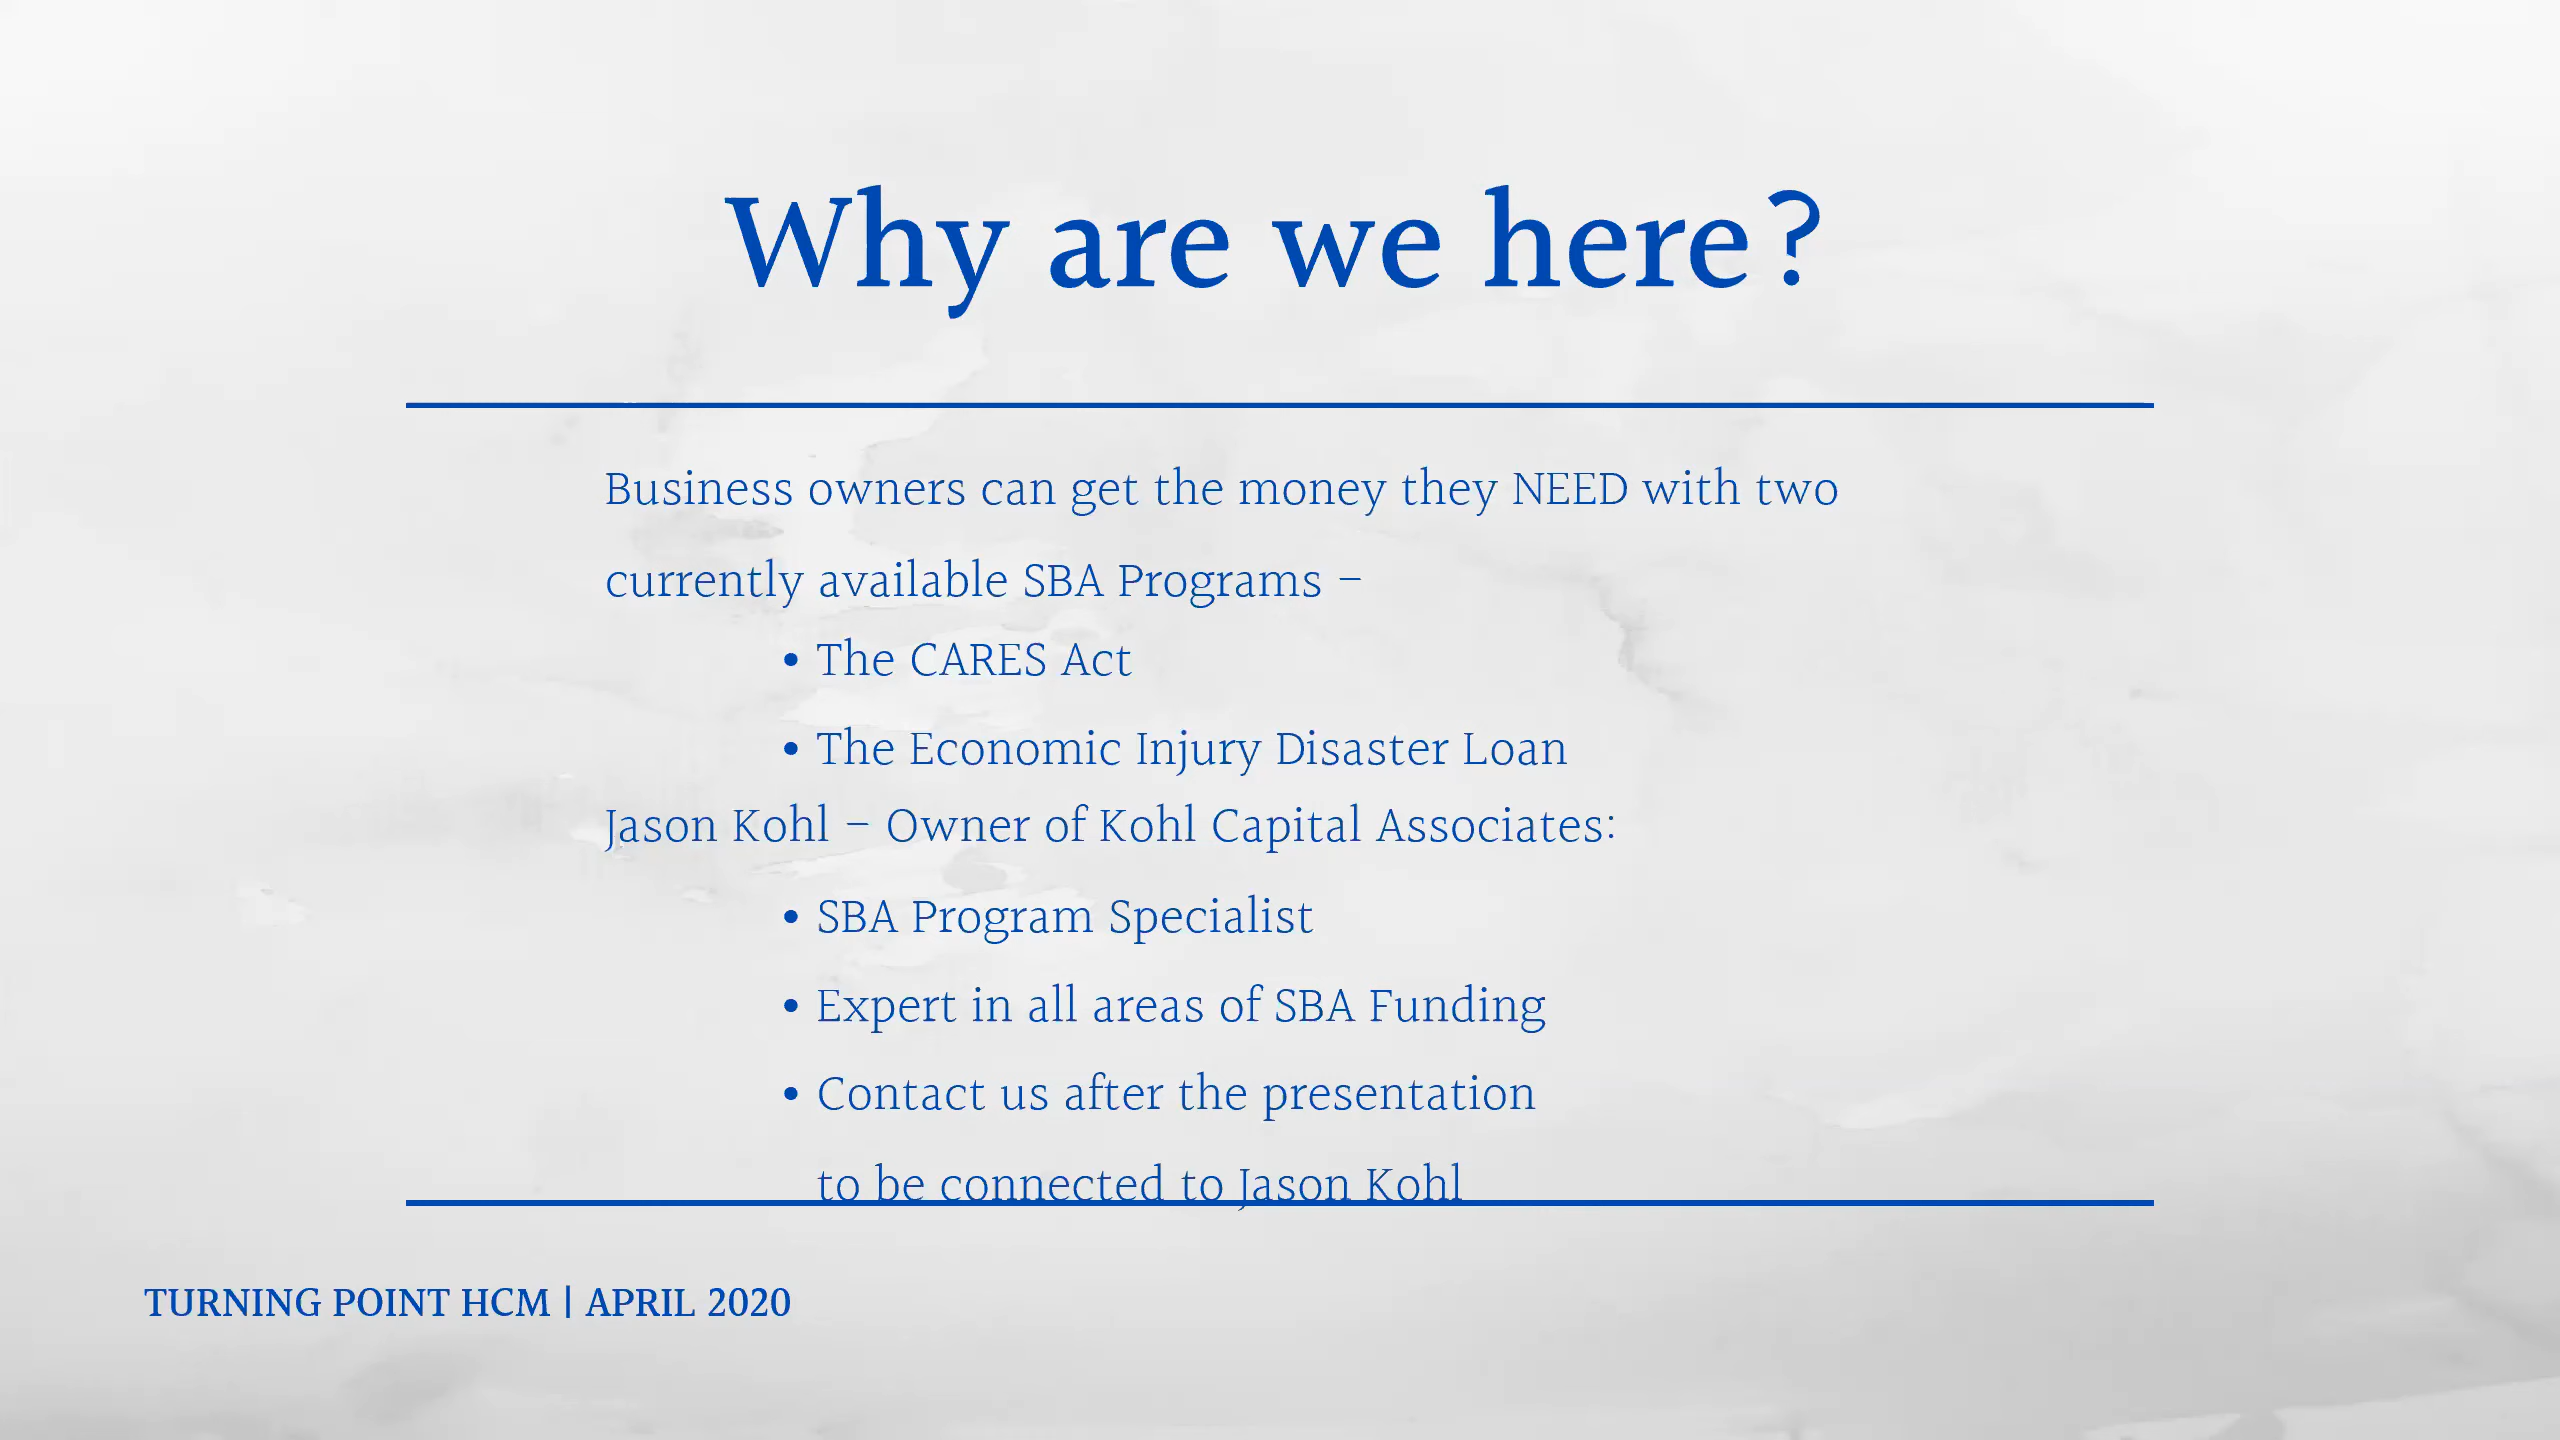 Why are we here?
Business owners can get the money they NEED with two
currently available SBA Programs –
• The CARES Act
• The Economic Injury Disaster Loan
Jason Kohl – Owner of Kohl Capital Associates:
• SBA Program Specialist
• Expert in all areas of SBA Funding
• Contact us after the presentation
to be connected to Jason Kohl
TURNING POINT HCM | APRIL 2020